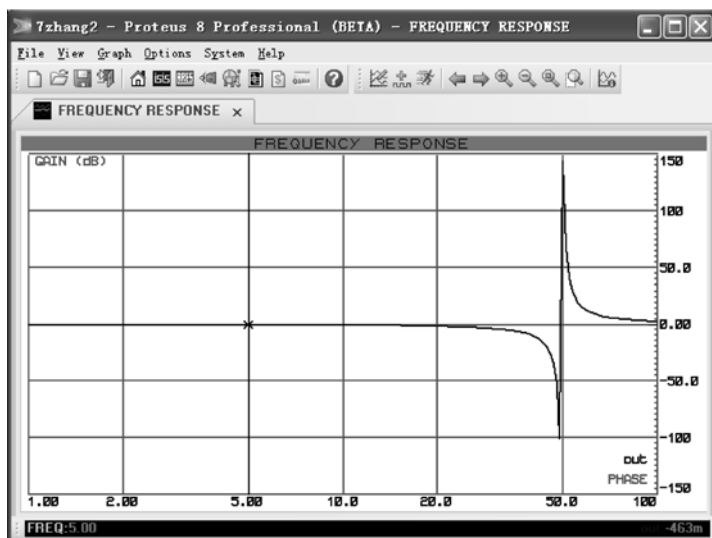 7zhang2 - Proteus 8 Professional (BETA) - FREQUENCY RESPONSE
File View Graph Options System Help
FREQUENCY RESPONSE x
FREQUENCY RESPONSE
GAIN (dB)
150
100
50.0
0.00
-50.0
-100
out
PHASE
-150
1.00 2.00 5.00 10.0 20.0 50.0 100
FREQ:5.00 -463m